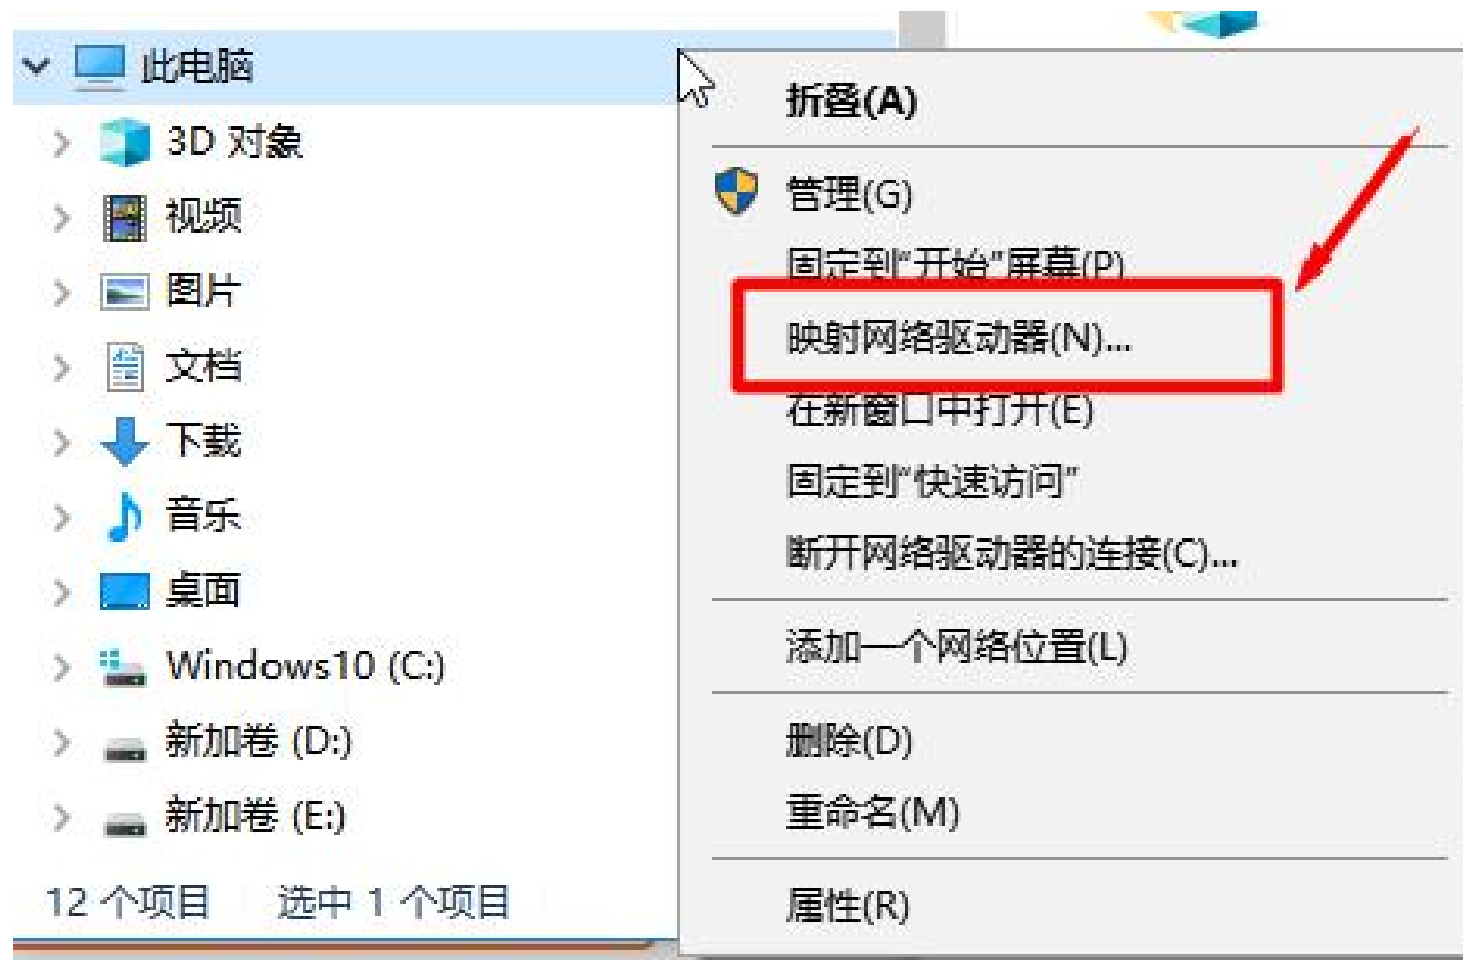 此电脑
3D 对象
视频
图片
文档
下载
音乐
桌面
Windows10 (C:)
新加卷 (D:)
新加卷 (E:)
12 个项目 选中 1 个项目
折叠(A)
管理(G)
固定到“开始”屏幕(P)
映射网络驱动器(N)...
在新窗口中打开(E)
固定到“快速访问”
断开网络驱动器的连接(C)...
添加一个网络位置(L)
删除(D)
重命名(M)
属性(R)